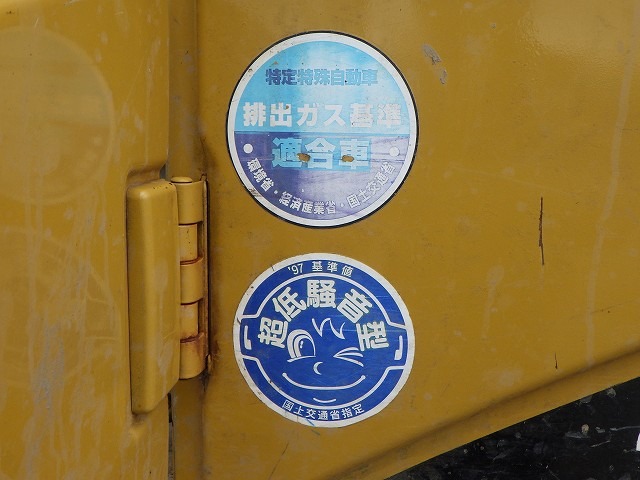 特定特殊自動車
排出ガス基準
適合車
・環境省・経済産業省・国土交通省・
'97 基準値
超低騒音型
国土交通省指定